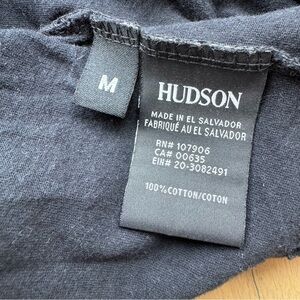 M
HUDSON
MADE IN EL SALVADOR
FABRIQUÉ AU EL SALVADOR
RN# 107906
CA# 00635
EIN# 20-3082491
100% COTTON/COTON